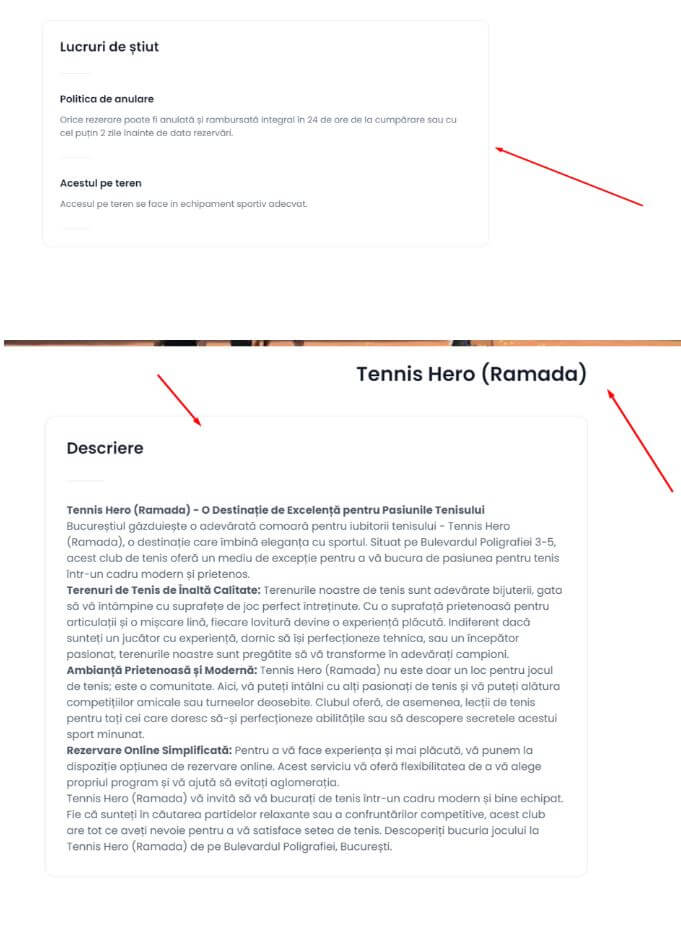 Lucruri de știut
Politica de anulare
Orice rezerare poate fi anulată și rambursată integral în 24 de ore de la cumpărare sau cu
cel puțin 2 zile înainte de data rezervări.
Acestul pe teren
Accesul pe teren se face in echipament sportiv adecvat.
Tennis Hero (Ramada)
Descriere
Tennis Hero (Ramada) - O Destinație de Excelență pentru Pasiunile Tenisului
Bucureștiul găzduiește o adevărată comoară pentru iubitorii tenisului - Tennis Hero
(Ramada), o destinație care îmbină eleganța cu sportul. Situat pe Bulevardul Poligrafiei 3-5,
acest club de tenis oferă un mediu de excepție pentru a vă bucura de pasiunea pentru tenis
într-un cadru modern și prietenos.
Terenuri de Tenis de Înaltă Calitate: Terenurile noastre de tenis sunt adevărate bijuterii, gata
să vă întâmpine cu suprafețe de joc perfect întreținute. Cu o suprafață prietenoasă pentru
articulații și o mișcare lină, fiecare lovitură devine o experiență plăcută. Indiferent dacă
sunteți un jucător cu experiență, dornic să își perfecționeze tehnica, sau un începător
pasionat, terenurile noastre sunt pregătite să vă transforme în adevărați campioni.
Ambianță Prietenoasă și Modernă: Tennis Hero (Ramada) nu este doar un loc pentru jocul
de tenis; este o comunitate. Aici, vă puteți întâlni cu alți pasionați de tenis și vă puteți alătura
competițiilor amicale sau turneelor deosebite. Clubul oferă, de asemenea, lecții de tenis
pentru toți cei care doresc să-și perfecționeze abilitățile sau să descopere secretele acestui
sport minunat.
Rezervare Online Simplificată: Pentru a vă face experiența și mai plăcută, vă punem la
dispoziție opțiunea de rezervare online. Acest serviciu vă oferă flexibilitatea de a vă alege
propriul program și vă ajută să evitați aglomerația.
Tennis Hero (Ramada) vă invită să vă bucurați de tenis într-un cadru modern și bine echipat.
Fie că sunteți în căutarea partidelor relaxante sau a confruntărilor competitive, acest club
are tot ce aveți nevoie pentru a vă satisface setea de tenis. Descoperiți bucuria jocului la
Tennis Hero (Ramada) de pe Bulevardul Poligrafiei, București.